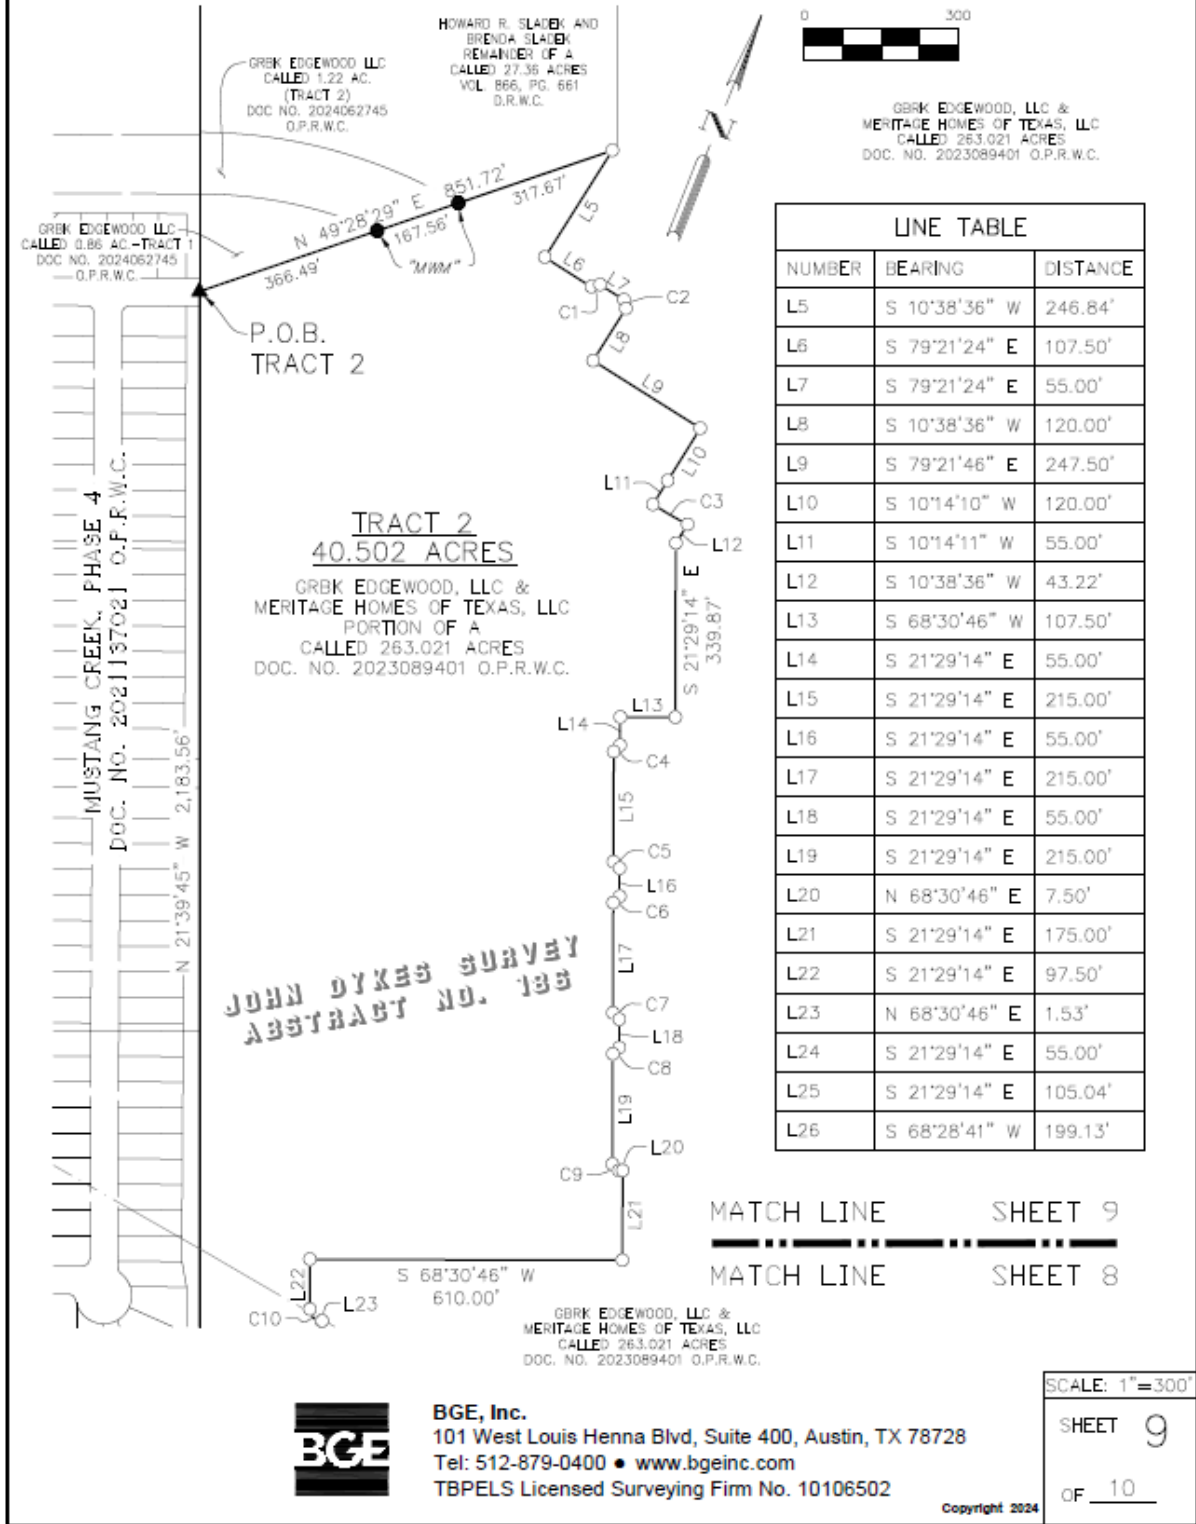 HOWARD R. SLADEK AND
BRENDA SLADEK
REMAINDER OF A
CALLED 27.36 ACRES
VOL. 866, PG. 661
D.R.W.C.
0 300
GRBK EDGEWOOD LLC
CALLED 1.22 AC.
(TRACT 2)
DOC NO. 2024062745
O.P.R.W.C.
N
GBRK EDGEWOOD, LLC &
MERITAGE HOMES OF TEXAS, LLC
CALLED 263.021 ACRES
DOC. NO. 2023089401 O.P.R.W.C.
GRBK EDGEWOOD LLC
CALLED 0.86 AC.-TRACT 1
DOC NO. 2024062745
O.P.R.W.C.
N 49°28'29" E 851.72'
366.49'
167.56'
317.67'
"MWM"
P.O.B.
TRACT 2
L5
L6
L7
C1
C2
L8
L9
L10
L11
C3
L12
S 21°29'14" E
339.87'
L13
L14
C4
L15
C5
L16
C6
L17
C7
L18
C8
L19
L20
C9
L21
S 68°30'46" W
610.00'
L22
L23
C10
TRACT 2
40.502 ACRES
GRBK EDGEWOOD, LLC &
MERITAGE HOMES OF TEXAS, LLC
PORTION OF A
CALLED 263.021 ACRES
DOC. NO. 2023089401 O.P.R.W.C.
MUSTANG CREEK, PHASE 4
DOC. NO. 2021137021 O.P.R.W.C.
N 21°39'45" W 2,183.56'
JOHN DYKES SURVEY
ABSTRACT NO. 186
LINE TABLE
NUMBER BEARING DISTANCE
L5 S 10°38'36" W 246.84'
L6 S 79°21'24" E 107.50'
L7 S 79°21'24" E 55.00'
L8 S 10°38'36" W 120.00'
L9 S 79°21'46" E 247.50'
L10 S 10°14'10" W 120.00'
L11 S 10°14'11" W 55.00'
L12 S 10°38'36" W 43.22'
L13 S 68°30'46" W 107.50'
L14 S 21°29'14" E 55.00'
L15 S 21°29'14" E 215.00'
L16 S 21°29'14" E 55.00'
L17 S 21°29'14" E 215.00'
L18 S 21°29'14" E 55.00'
L19 S 21°29'14" E 215.00'
L20 N 68°30'46" E 7.50'
L21 S 21°29'14" E 175.00'
L22 S 21°29'14" E 97.50'
L23 N 68°30'46" E 1.53'
L24 S 21°29'14" E 55.00'
L25 S 21°29'14" E 105.04'
L26 S 68°28'41" W 199.13'
MATCH LINE SHEET 9
MATCH LINE SHEET 8
GBRK EDGEWOOD, LLC &
MERITAGE HOMES OF TEXAS, LLC
CALLED 263.021 ACRES
DOC. NO. 2023089401 O.P.R.W.C.
BGE
BGE, Inc.
101 West Louis Henna Blvd, Suite 400, Austin, TX 78728
Tel: 512-879-0400 ● www.bgeinc.com
TBPELS Licensed Surveying Firm No. 10106502
Copyright 2024
SCALE: 1"=300'
SHEET 9
OF 10